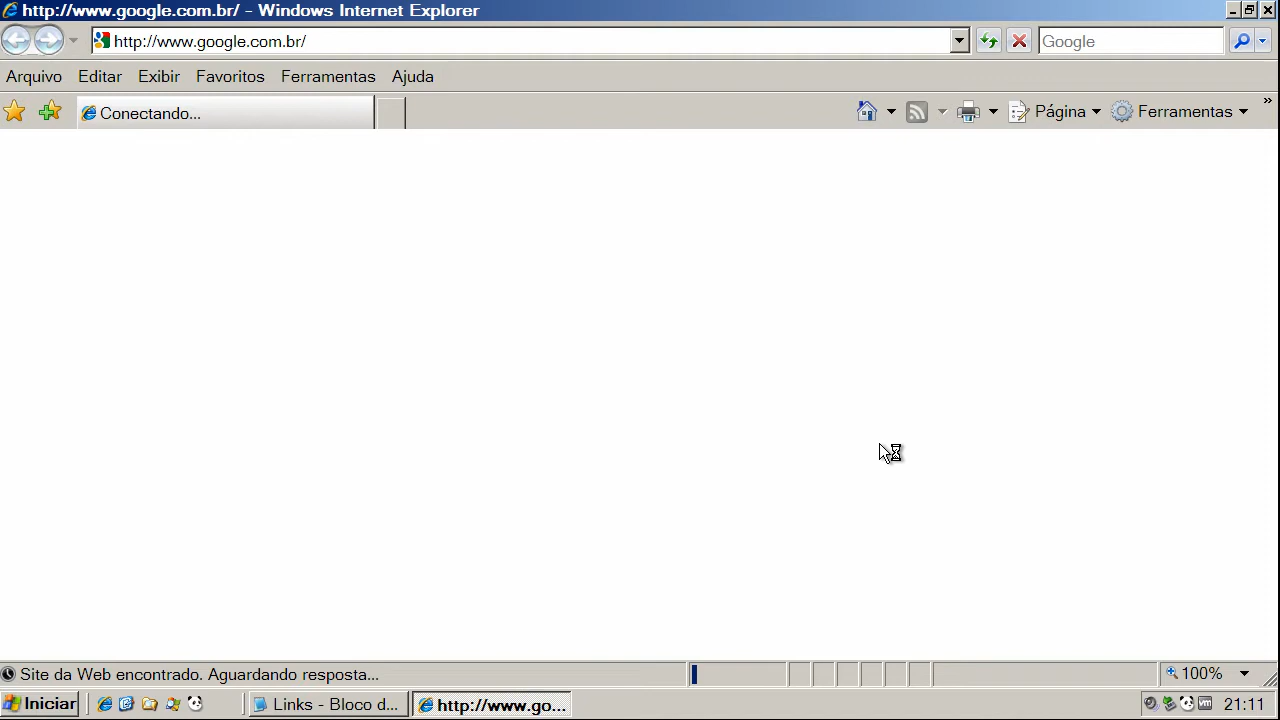 http://www.google.com.br/ - Windows Internet Explorer
http://www.google.com.br/
Google
Arquivo Editar Exibir Favoritos Ferramentas Ajuda
Conectando...
Página Ferramentas »
Site da Web encontrado. Aguardando resposta...
100%
Iniciar
Links - Bloco d...
http://www.go...
21:11